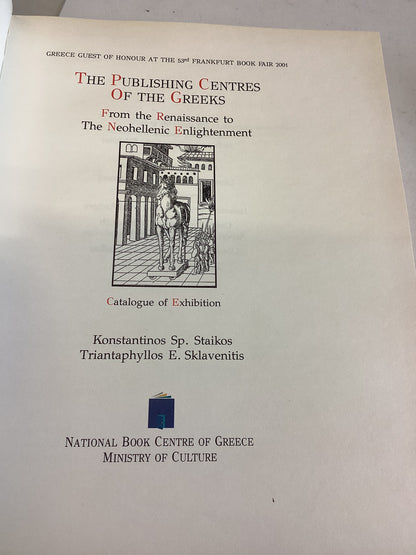 GREECE GUEST OF HONOUR AT THE 53rd FRANKFURT BOOK FAIR 2001
THE PUBLISHING CENTRES
OF THE GREEKS
From the Renaissance to
The Neohellenic Enlightenment
Catalogue of Exhibition
Konstantinos Sp. Staikos
Triantaphyllos E. Sklavenitis
NATIONAL BOOK CENTRE OF GREECE
MINISTRY OF CULTURE